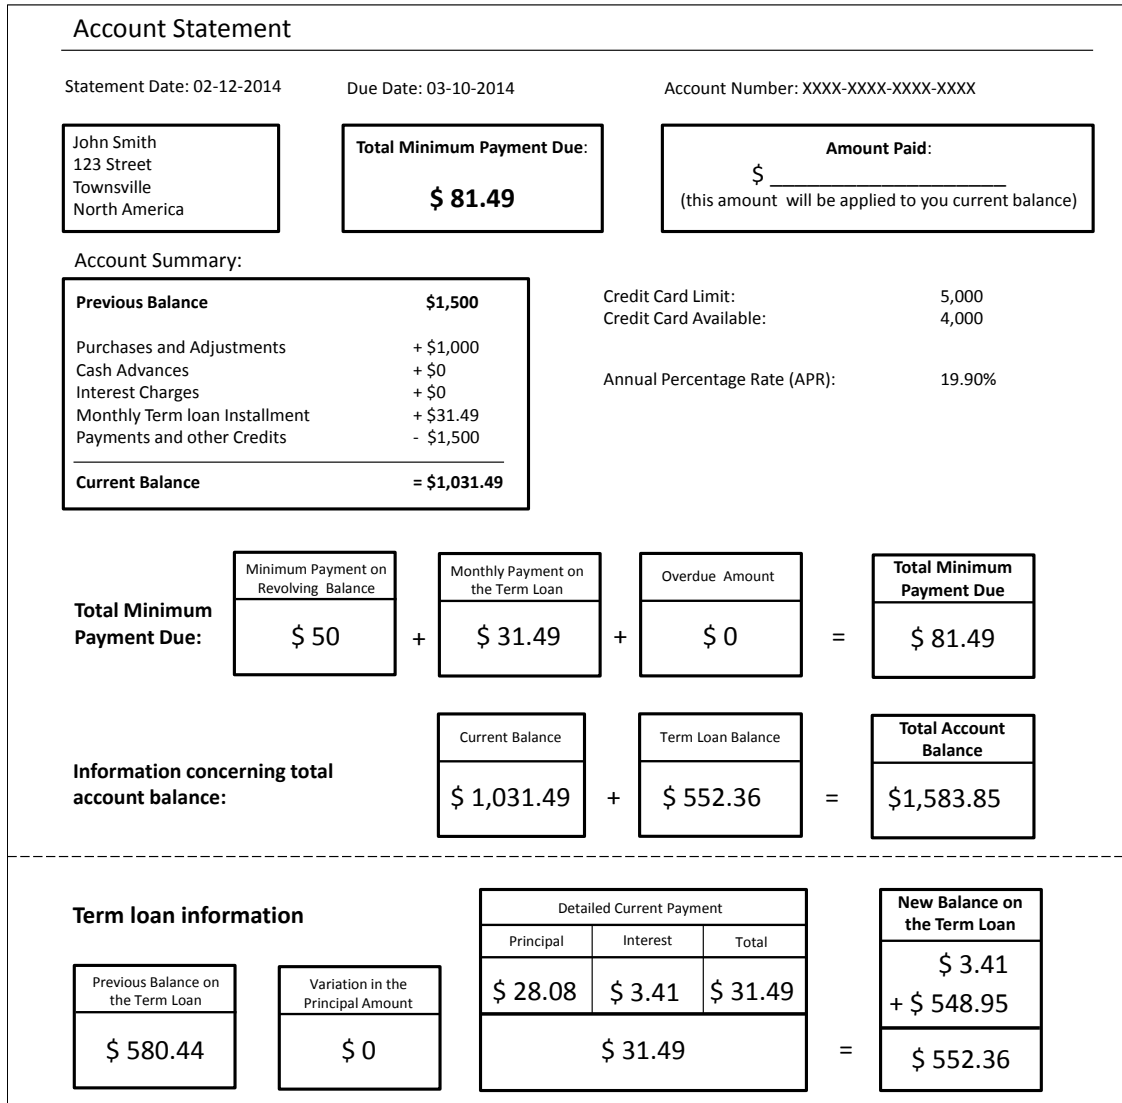 Account Statement
Statement Date: 02-12-2014 Due Date: 03-10-2014 Account Number: XXXX-XXXX-XXXX-XXXX
John Smith
123 Street
Townsville
North America
Total Minimum Payment Due:
$ 81.49
Amount Paid:
$ ____________________
(this amount will be applied to you current balance)
Account Summary:
Previous Balance $1,500
Purchases and Adjustments + $1,000
Cash Advances + $0
Interest Charges + $0
Monthly Term loan Installment + $31.49
Payments and other Credits - $1,500
Current Balance = $1,031.49
Credit Card Limit: 5,000
Credit Card Available: 4,000
Annual Percentage Rate (APR): 19.90%
Total Minimum
Payment Due:
Minimum Payment on
Revolving Balance
$ 50
+
Monthly Payment on
the Term Loan
$ 31.49
+
Overdue Amount
$ 0
=
Total Minimum
Payment Due
$ 81.49
Information concerning total
account balance:
Current Balance
$ 1,031.49
+
Term Loan Balance
$ 552.36
=
Total Account
Balance
$1,583.85
Term loan information
Previous Balance on
the Term Loan
$ 580.44
Variation in the
Principal Amount
$ 0
Detailed Current Payment
Principal Interest Total
$ 28.08 $ 3.41 $ 31.49
$ 31.49
=
New Balance on
the Term Loan
$ 3.41
+ $ 548.95
$ 552.36